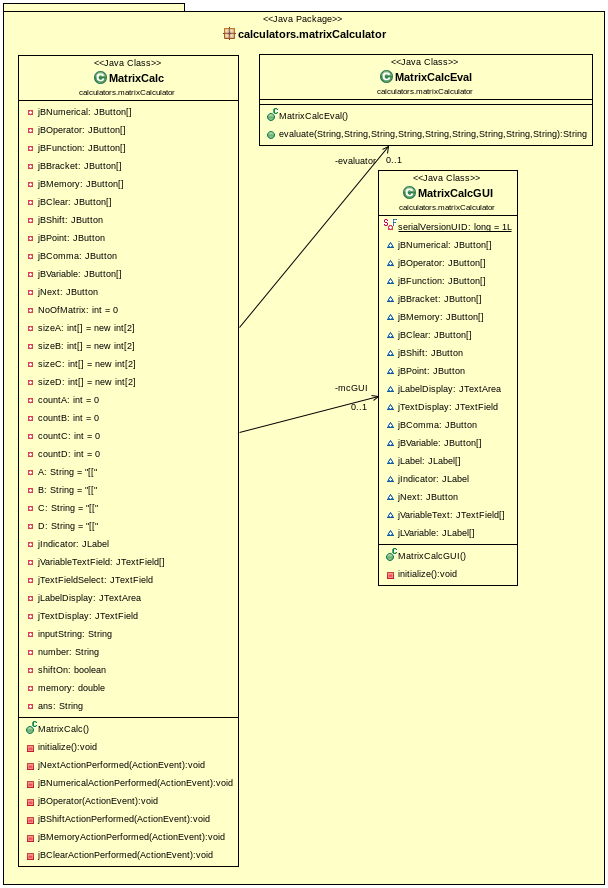 <<Java Package>>
calculators.matrixCalculator
<<Java Class>>
MatrixCalc
calculators.matrixCalculator
jBNumerical: JButton[]
jBOperator: JButton[]
jBFunction: JButton[]
jBBracket: JButton[]
jBMemory: JButton[]
jBClear: JButton[]
jBShift: JButton
jBPoint: JButton
jBComma: JButton
jBVariable: JButton[]
jNext: JButton
NoOfMatrix: int = 0
sizeA: int[] = new int[2]
sizeB: int[] = new int[2]
sizeC: int[] = new int[2]
sizeD: int[] = new int[2]
countA: int = 0
countB: int = 0
countC: int = 0
countD: int = 0
A: String = "[["
B: String = "[["
C: String = "[["
D: String = "[["
jIndicator: JLabel
jVariableTextField: JTextField[]
jTextFieldSelect: JTextField
jLabelDisplay: JTextArea
jTextDisplay: JTextField
inputString: String
number: String
shiftOn: boolean
memory: double
ans: String
MatrixCalc()
initialize():void
jNextActionPerformed(ActionEvent):void
jBNumericalActionPerformed(ActionEvent):void
jBOperator(ActionEvent):void
jBShiftActionPerformed(ActionEvent):void
jBMemoryActionPerformed(ActionEvent):void
jBClearActionPerformed(ActionEvent):void
<<Java Class>>
MatrixCalcEval
calculators.matrixCalculator
MatrixCalcEval()
evaluate(String,String,String,String,String,String,String,String,String):String
-evaluator 0..1
-mcGUI
0..1
<<Java Class>>
MatrixCalcGUI
calculators.matrixCalculator
serialVersionUID: long = 1L
jBNumerical: JButton[]
jBOperator: JButton[]
jBFunction: JButton[]
jBBracket: JButton[]
jBMemory: JButton[]
jBClear: JButton[]
jBShift: JButton
jBPoint: JButton
jLabelDisplay: JTextArea
jTextDisplay: JTextField
jBComma: JButton
jBVariable: JButton[]
jLabel: JLabel[]
jIndicator: JLabel
jNext: JButton
jVariableText: JTextField[]
jLVariable: JLabel[]
MatrixCalcGUI()
initialize():void